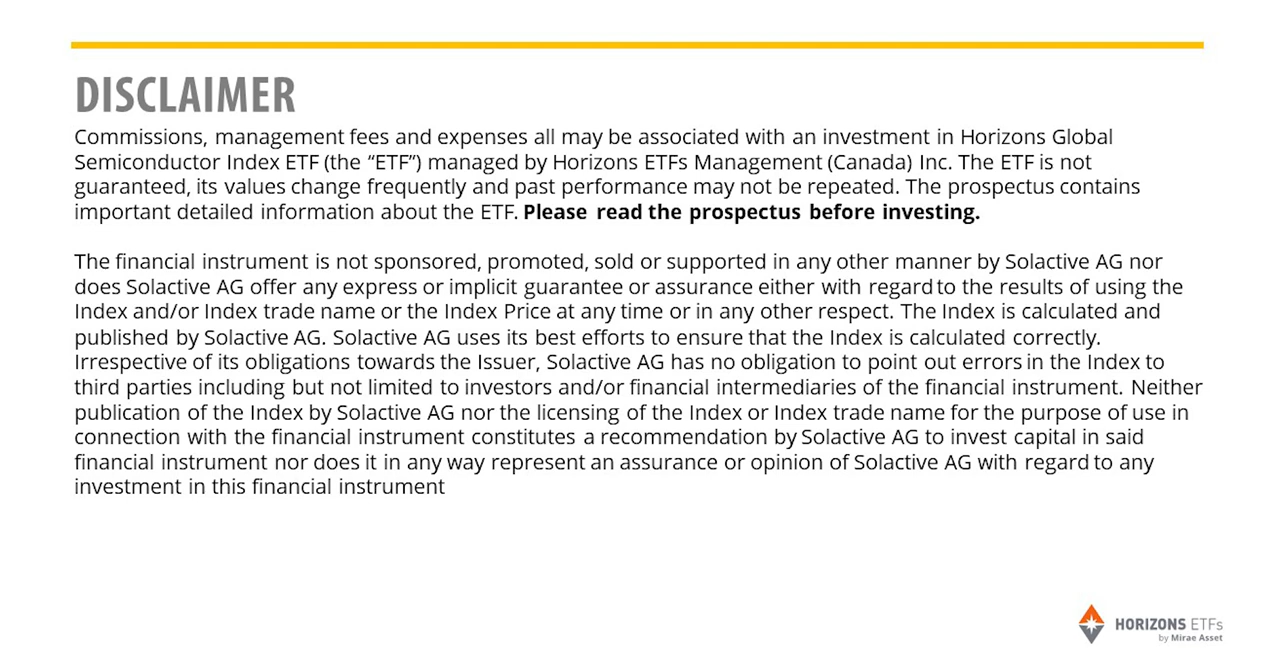 DISCLAIMER
Commissions, management fees and expenses all may be associated with an investment in Horizons Global
Semiconductor Index ETF (the “ETF”) managed by Horizons ETFs Management (Canada) Inc. The ETF is not
guaranteed, its values change frequently and past performance may not be repeated. The prospectus contains
important detailed information about the ETF. Please read the prospectus before investing.
The financial instrument is not sponsored, promoted, sold or supported in any other manner by Solactive AG nor
does Solactive AG offer any express or implicit guarantee or assurance either with regard to the results of using the
Index and/or Index trade name or the Index Price at any time or in any other respect. The Index is calculated and
published by Solactive AG. Solactive AG uses its best efforts to ensure that the Index is calculated correctly.
Irrespective of its obligations towards the Issuer, Solactive AG has no obligation to point out errors in the Index to
third parties including but not limited to investors and/or financial intermediaries of the financial instrument. Neither
publication of the Index by Solactive AG nor the licensing of the Index or Index trade name for the purpose of use in
connection with the financial instrument constitutes a recommendation by Solactive AG to invest capital in said
financial instrument nor does it in any way represent an assurance or opinion of Solactive AG with regard to any
investment in this financial instrument
HORIZONS ETFs
by Mirae Asset